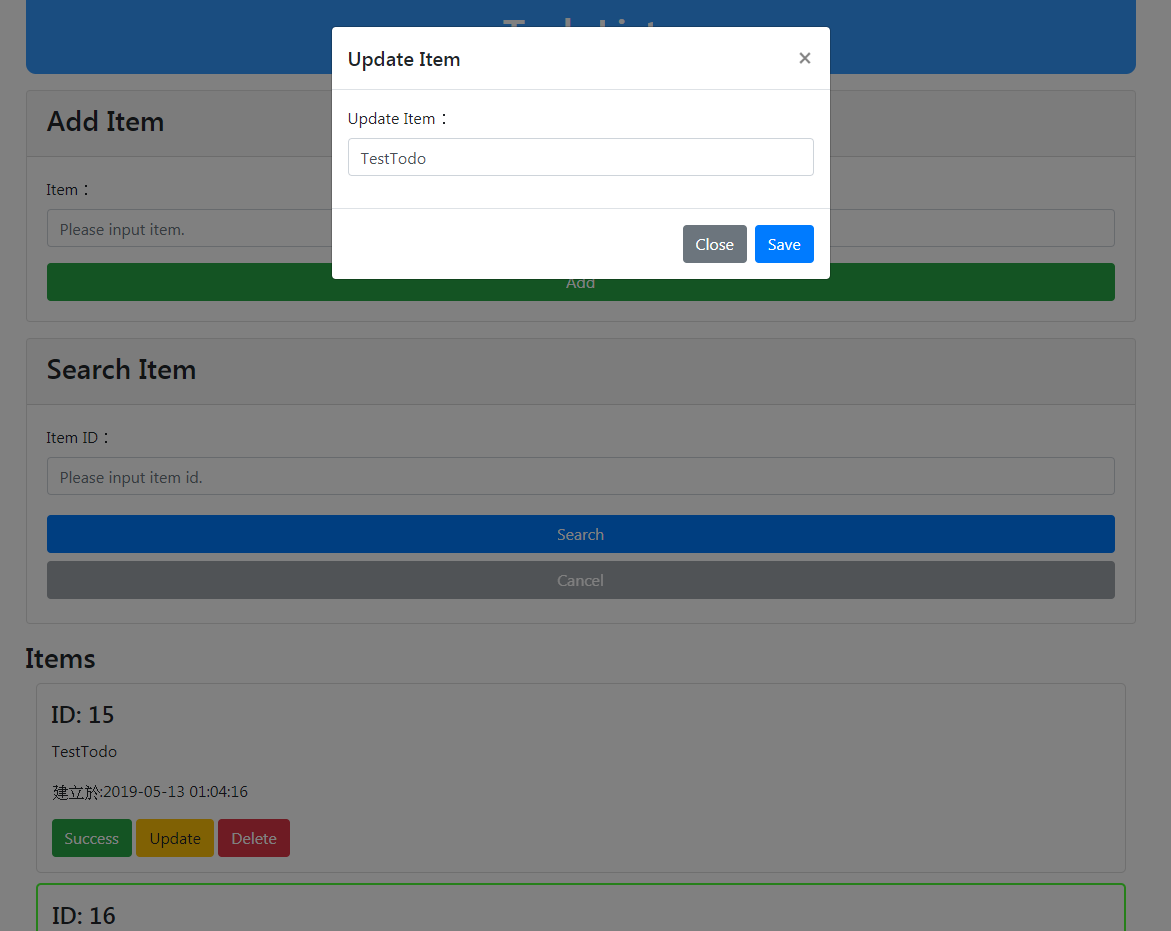 Update Item
×
Update Item：
TestTodo
Close
Save
Add Item
Item：
Please input item.
Add
Search Item
Item ID：
Please input item id.
Search
Cancel
Items
ID: 15
TestTodo
建立於:2019-05-13 01:04:16
Success
Update
Delete
ID: 16